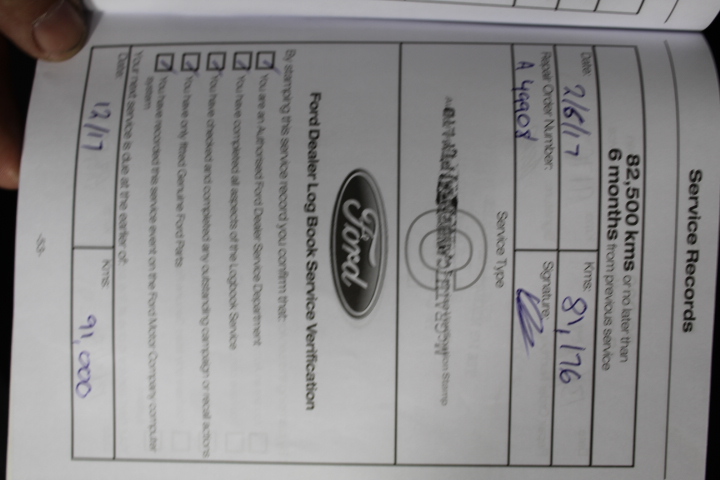 Service Records
82,500 kms or no later than
6 months from previous service
Date: 2/6/17 Kms: 81,176
Repair Order Number: A 49908 Signature:
Service Type
Ford
Ford Dealer Log Book Service Verification
By stamping this service record you confirm that:
You are an Authorised Ford Dealer Service Department
You have completed all aspects of the Logbook Service
You have checked and completed any outstanding campaign or recall actions
You have only fitted Genuine Ford Parts
You have recorded this service event on the Ford Motor Company computer
system
Your next service is due at the earlier of:
Date: 12/17 Kms: 91,000
-53-